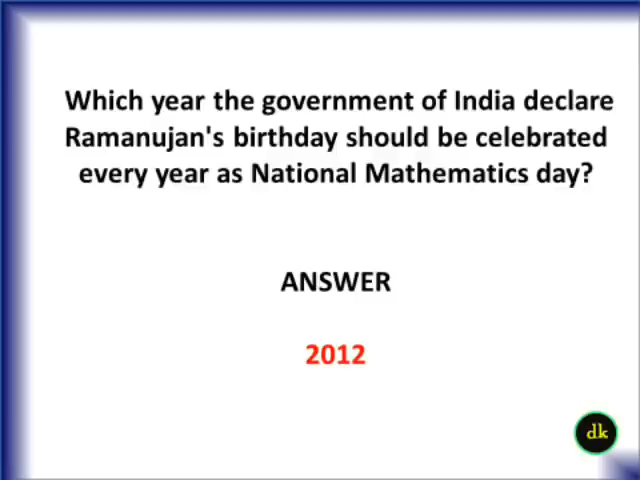 Which year the government of India declare
Ramanujan's birthday should be celebrated
every year as National Mathematics day?
ANSWER
2012
dk